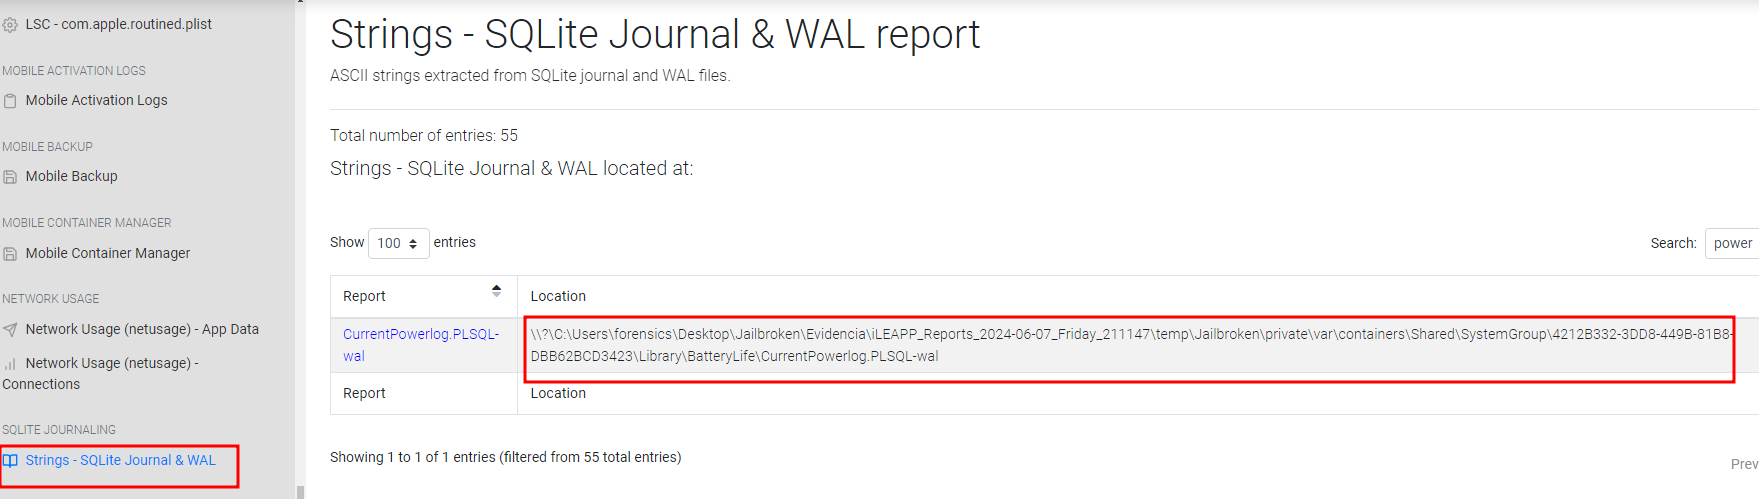 LSC - com.apple.routined.plist
MOBILE ACTIVATION LOGS
Mobile Activation Logs
MOBILE BACKUP
Mobile Backup
MOBILE CONTAINER MANAGER
Mobile Container Manager
NETWORK USAGE
Network Usage (netusage) - App Data
Network Usage (netusage) -
Connections
SQLITE JOURNALING
Strings - SQLite Journal & WAL
Strings - SQLite Journal & WAL report
ASCII strings extracted from SQLite journal and WAL files.
Total number of entries: 55
Strings - SQLite Journal & WAL located at:
Show 100 entries
Search: power
Report Location
CurrentPowerlog.PLSQL-
wal
\\?\C:\Users\forensics\Desktop\Jailbroken\Evidencia\iLEAPP_Reports_2024-06-07_Friday_211147\temp\Jailbroken\private\var\containers\Shared\SystemGroup\4212B332-3DD8-449B-81B8-
DBB62BCD3423\Library\BatteryLife\CurrentPowerlog.PLSQL-wal
Report Location
Showing 1 to 1 of 1 entries (filtered from 55 total entries)
Prev